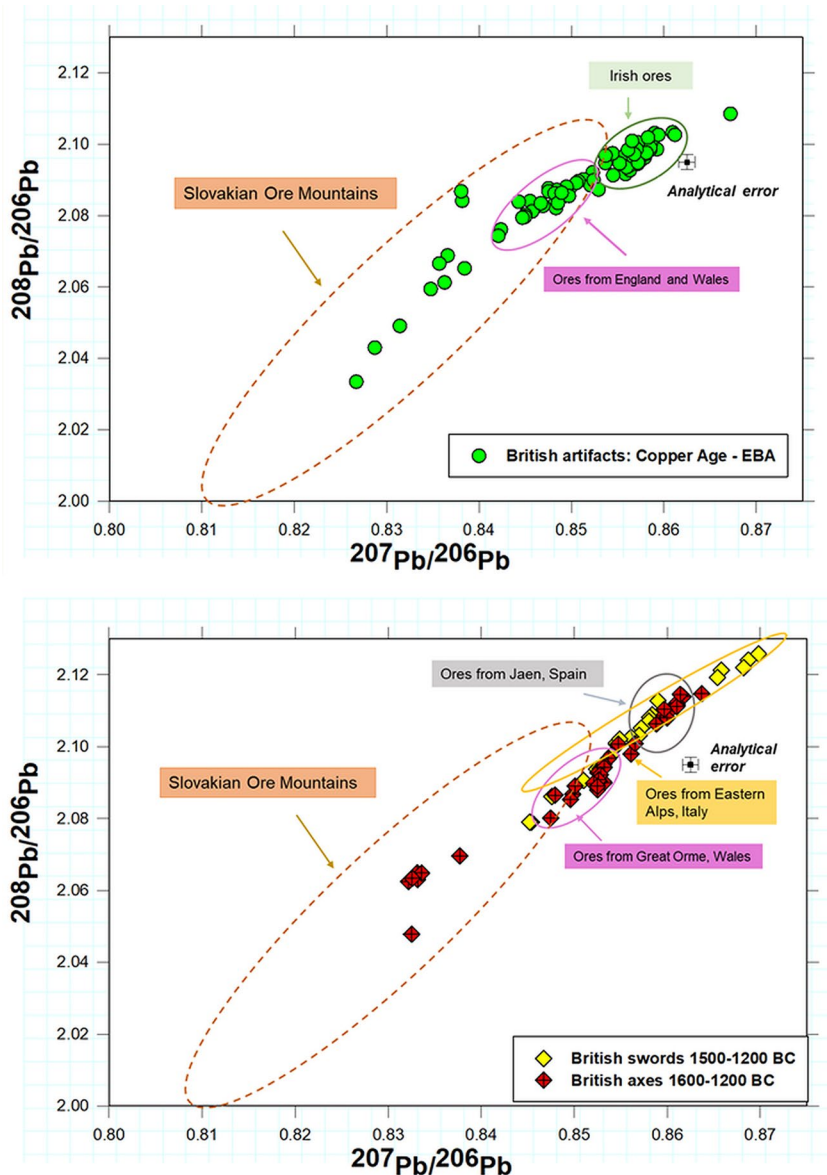 2.12
2.10
2.08
2.06
2.04
2.02
2.00
208Pb/206Pb
Irish ores
Analytical error
Slovakian Ore Mountains
Ores from England and Wales
British artifacts: Copper Age - EBA
0.80 0.81 0.82 0.83 0.84 0.85 0.86 0.87
207Pb/206Pb
2.12
2.10
2.08
2.06
2.04
2.02
2.00
208Pb/206Pb
Ores from Jaen, Spain
Analytical
error
Slovakian Ore Mountains
Ores from Eastern
Alps, Italy
Ores from Great Orme, Wales
British swords 1500-1200 BC
British axes 1600-1200 BC
0.80 0.81 0.82 0.83 0.84 0.85 0.86 0.87
207Pb/206Pb